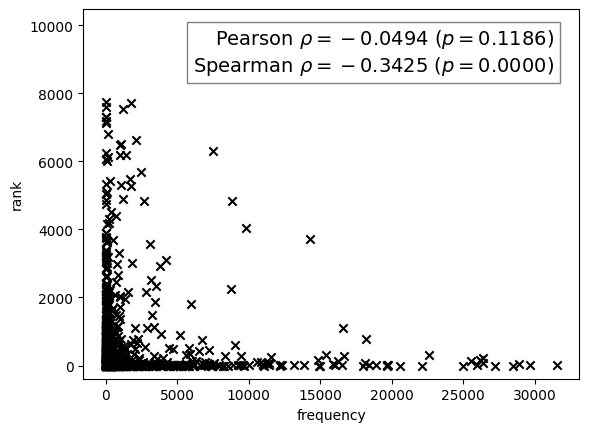 Pearson ρ = −0.0494 (p = 0.1186)
Spearman ρ = −0.3425 (p = 0.0000)
10000
8000
6000
4000
2000
0
rank
0 5000 10000 15000 20000 25000 30000
frequency